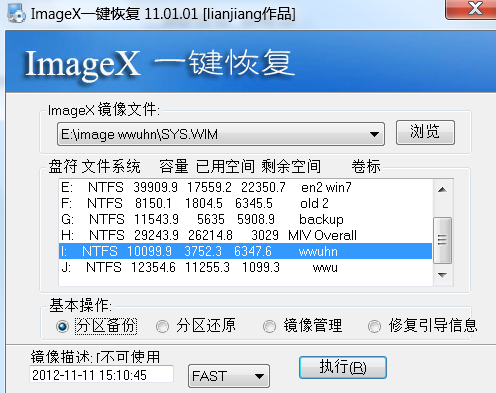 ImageX一键恢复 11.01.01 [lianjiang作品]
ImageX 一键恢复
ImageX 镜像文件:
E:\image wwuhn\SYS.WIM 浏览
盘符 文件系统 容量 已用空间 剩余空间 卷标
E: NTFS 39909.9 17559.2 22350.7 en2 win7
F: NTFS 8150.1 1804.5 6345.5 old 2
G: NTFS 11543.9 5635 5908.9 backup
H: NTFS 29243.9 26214.8 3029 MIV Overall
I: NTFS 10099.9 3752.3 6347.6 wwuhn
J: NTFS 12354.6 11255.3 1099.3 wwu
基本操作:
分区备份 分区还原 镜像管理 修复引导信息
镜像描述: 「不可使用
2012-11-11 15:10:45 FAST 执行(R)